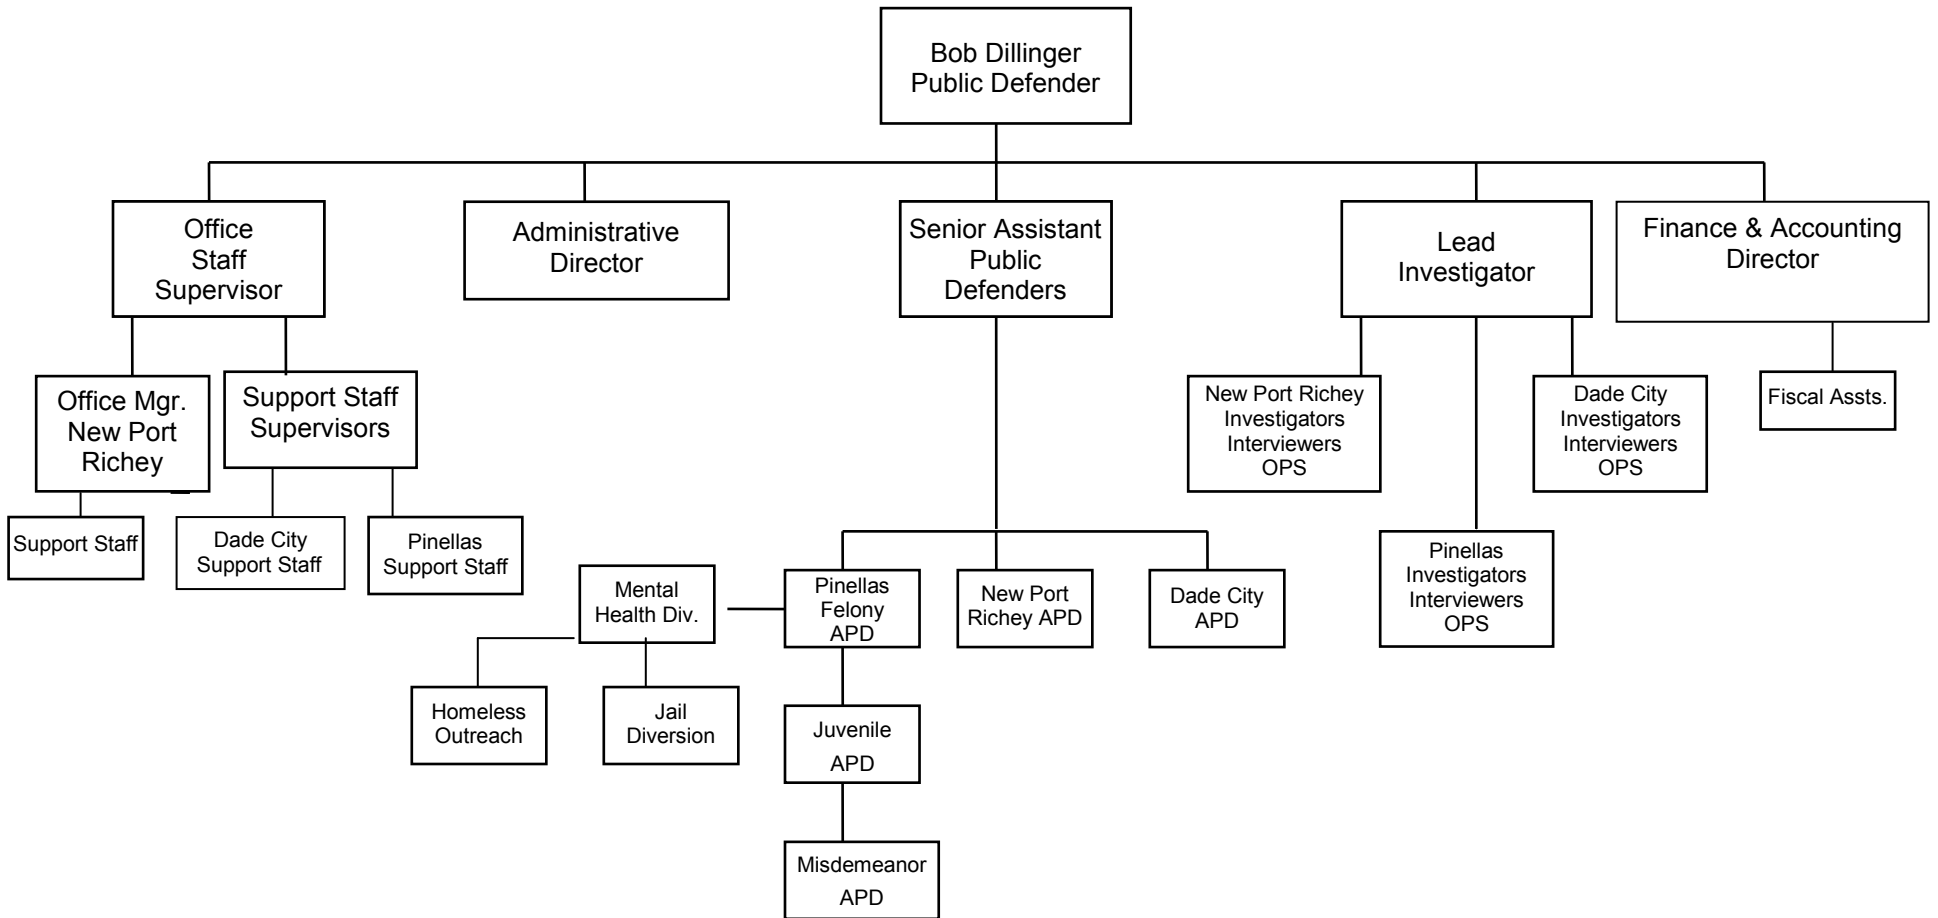 Bob Dillinger
Public Defender
Office
Staff
Supervisor
Administrative
Director
Senior Assistant
Public
Defenders
Lead
Investigator
Finance & Accounting
Director
Office Mgr.
New Port
Richey
Support Staff
Supervisors
New Port Richey
Investigators
Interviewers
OPS
Dade City
Investigators
Interviewers
OPS
Fiscal Assts.
Support Staff
Dade City
Support Staff
Pinellas
Support Staff
Mental
Health Div.
Pinellas
Felony
APD
New Port
Richey APD
Dade City
APD
Pinellas
Investigators
Interviewers
OPS
Homeless
Outreach
Jail
Diversion
Juvenile
APD
Misdemeanor
APD